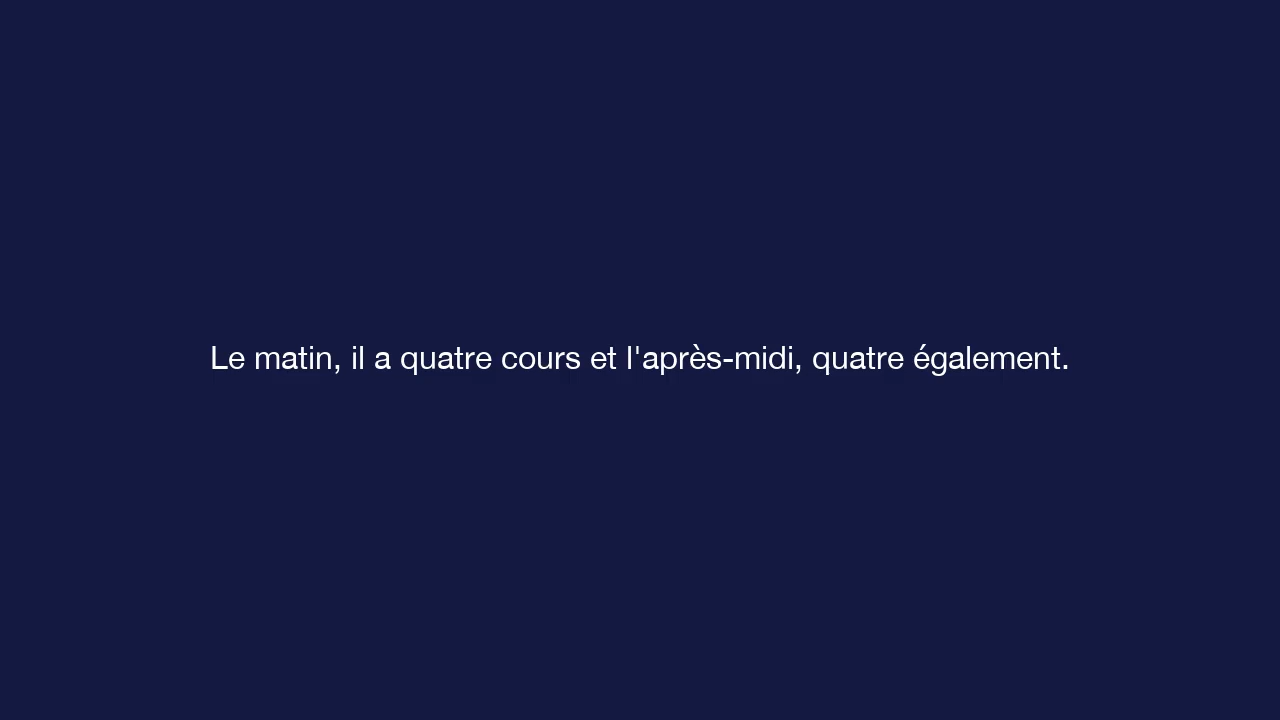 Le matin, il a quatre cours et l'après-midi, quatre également.